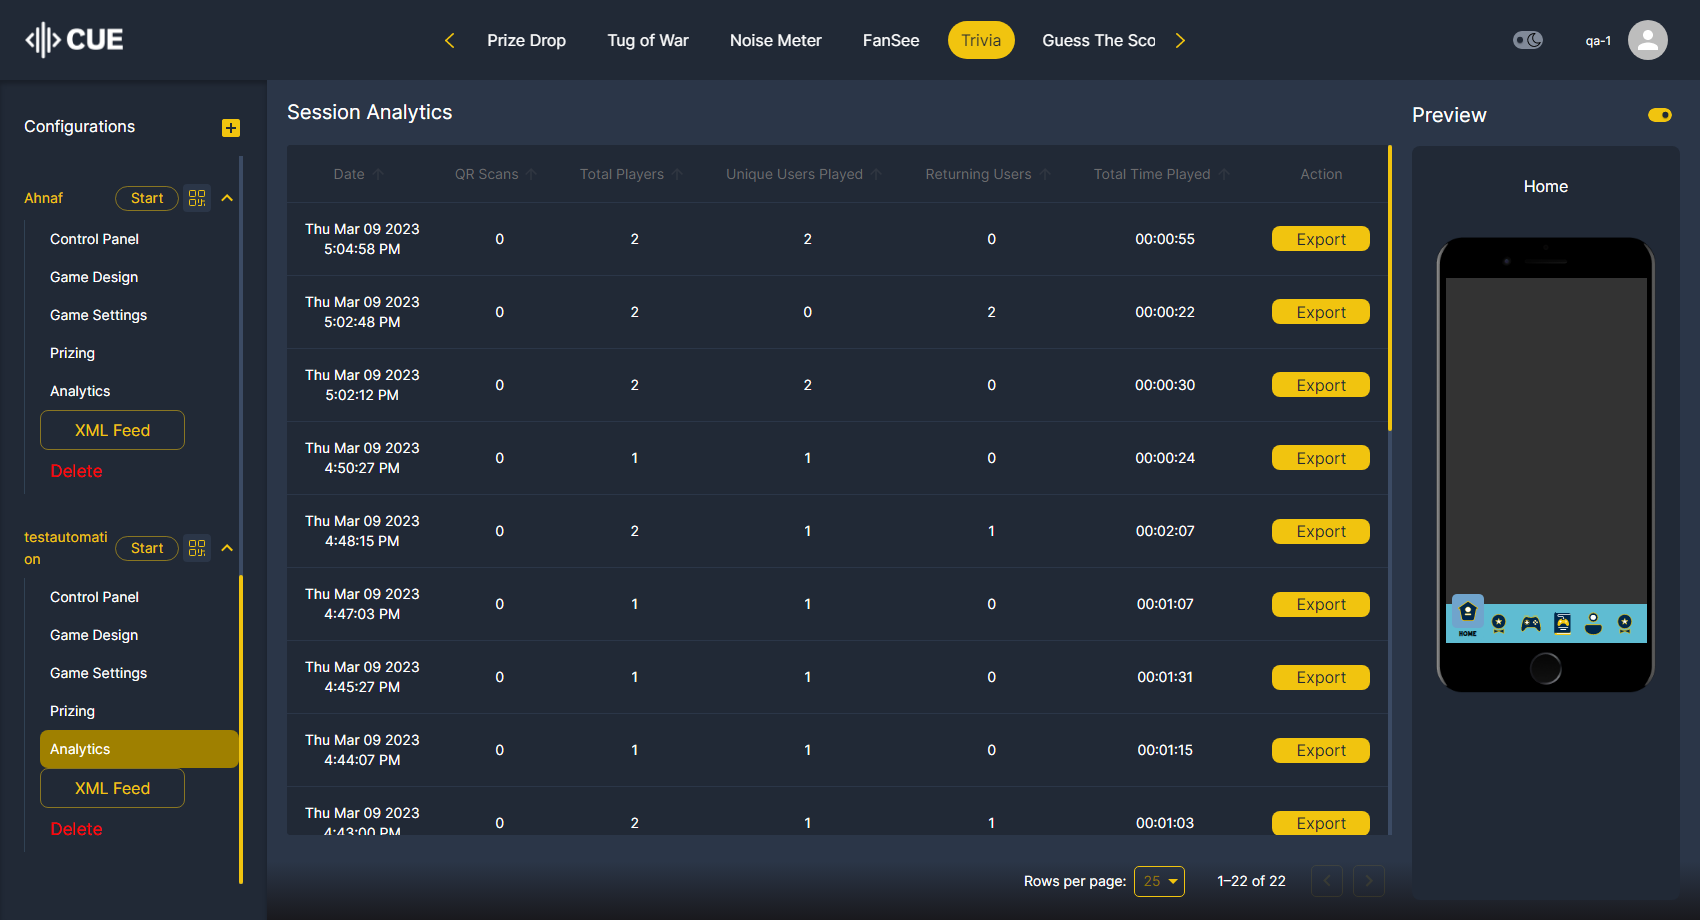 CUE
Prize Drop
Tug of War
Noise Meter
FanSee
Trivia
Guess The Sco
qa-1
Configurations
Ahnaf
Start
Control Panel
Game Design
Game Settings
Prizing
Analytics
XML Feed
Delete
testautomati
on
Start
Control Panel
Game Design
Game Settings
Prizing
Analytics
XML Feed
Delete
Session Analytics
Date QR Scans Total Players Unique Users Played Returning Users Total Time Played Action
Thu Mar 09 2023
5:04:58 PM
0 2 2 0 00:00:55 Export
Thu Mar 09 2023
5:02:48 PM
0 2 0 2 00:00:22 Export
Thu Mar 09 2023
5:02:12 PM
0 2 2 0 00:00:30 Export
Thu Mar 09 2023
4:50:27 PM
0 1 1 0 00:00:24 Export
Thu Mar 09 2023
4:48:15 PM
0 2 1 1 00:02:07 Export
Thu Mar 09 2023
4:47:03 PM
0 1 1 0 00:01:07 Export
Thu Mar 09 2023
4:45:27 PM
0 1 1 0 00:01:31 Export
Thu Mar 09 2023
4:44:07 PM
0 1 1 0 00:01:15 Export
Thu Mar 09 2023
4:43:00 PM
0 2 1 1 00:01:03 Export
Rows per page: 25 1–22 of 22
Preview
Home
HOME